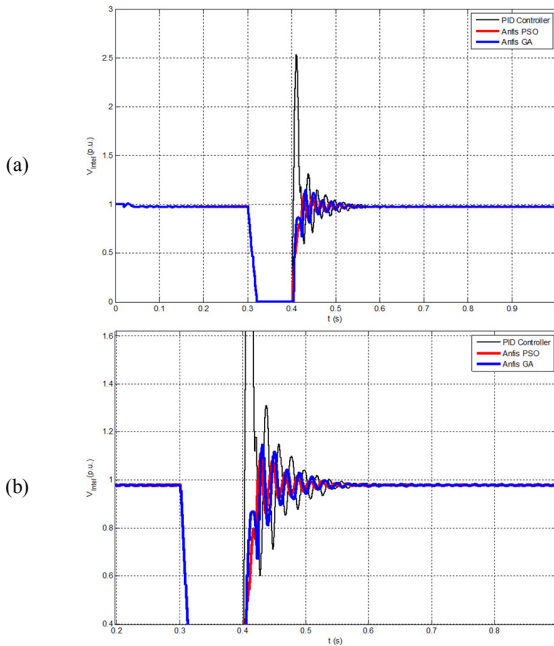 (a)
V_Intel(p.u.)
3
2.5
2
1.5
1
0.5
0
PID Controller
Anfis PSO
Anfis GA
0 0.1 0.2 0.3 0.4 0.5 0.6 0.7 0.8 0.9
t (s)
(b)
V_Intel(p.u.)
1.6
1.4
1.2
1
0.8
0.6
0.4
PID Controller
Anfis PSO
Anfis GA
0.2 0.3 0.4 0.5 0.6 0.7 0.8
t (s)